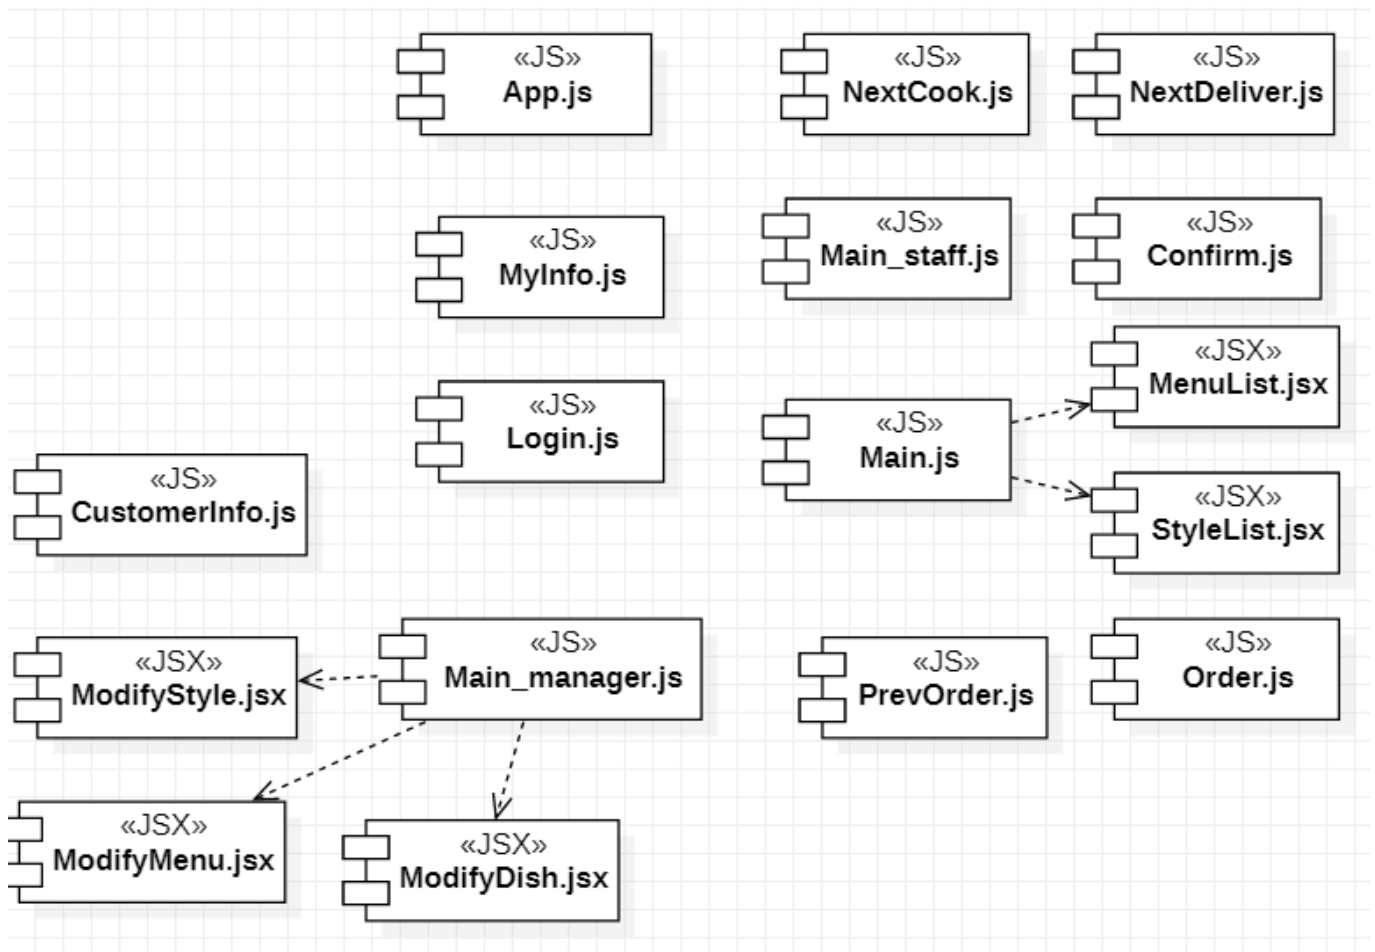 «JS»
App.js
«JS»
NextCook.js
«JS»
NextDeliver.js
«JS»
MyInfo.js
«JS»
Main_staff.js
«JS»
Confirm.js
«JSX»
MenuList.jsx
«JS»
Login.js
«JS»
Main.js
«JS»
CustomerInfo.js
«JSX»
StyleList.jsx
«JSX»
ModifyStyle.jsx
«JS»
Main_manager.js
«JS»
PrevOrder.js
«JS»
Order.js
«JSX»
ModifyMenu.jsx
«JSX»
ModifyDish.jsx